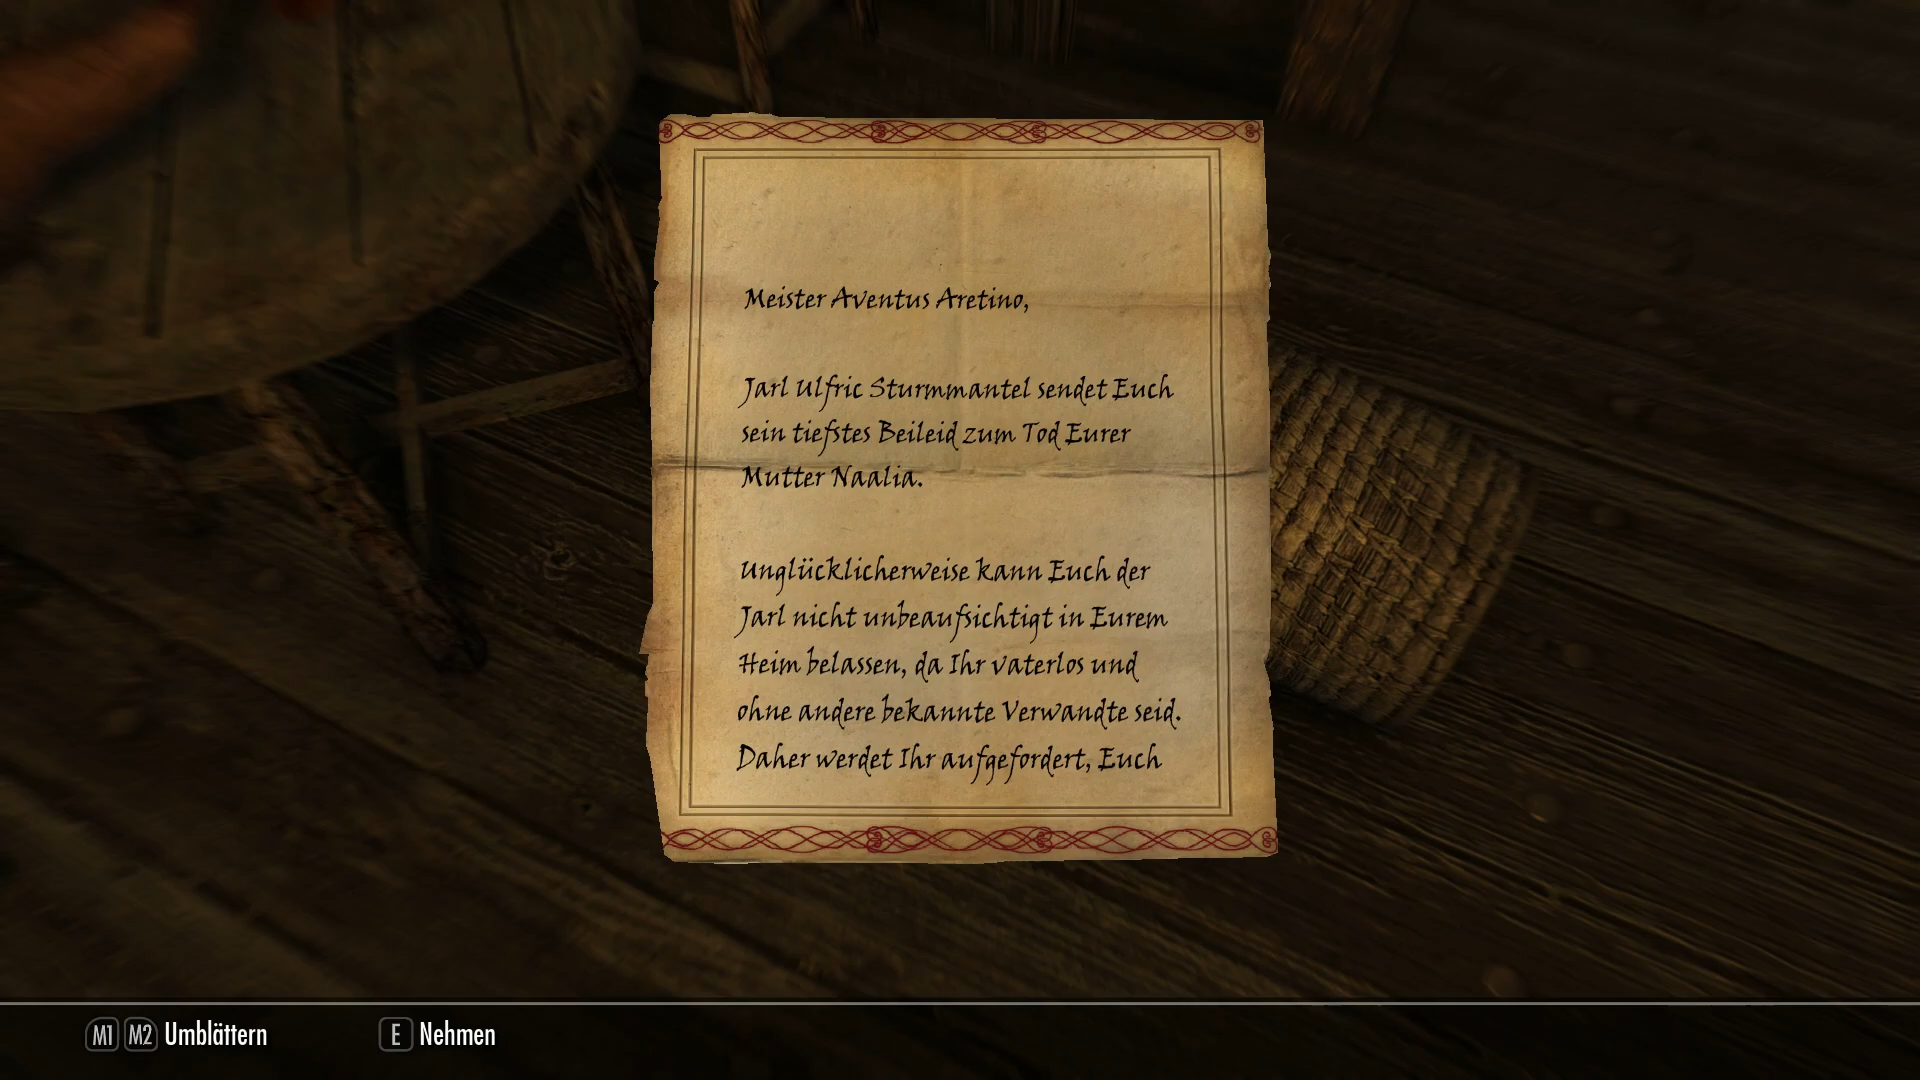 Meister Aventus Aretino,
Jarl Ulfric Sturmmantel sendet Euch
sein tiefstes Beileid zum Tod Eurer
Mutter Naalia.
Unglücklicherweise kann Euch der
Jarl nicht unbeaufsichtigt in Eurem
Heim belassen, da Ihr vaterlos und
ohne andere bekannte Verwandte seid.
Daher werdet Ihr aufgefordert, Euch
M1 M2 Umblättern E Nehmen